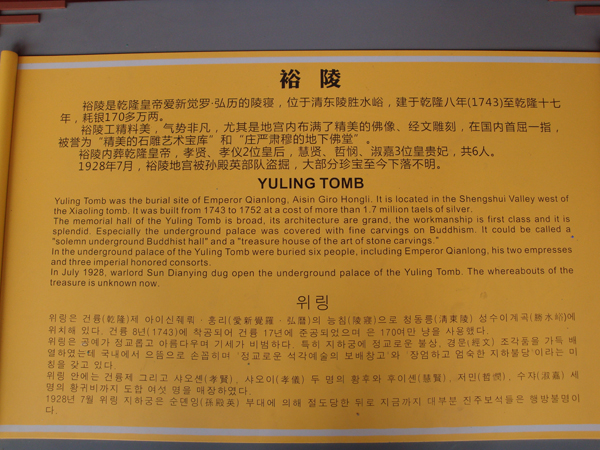 裕 陵
裕陵是乾隆皇帝爱新觉罗·弘历的陵寝，位于清东陵胜水峪，建于乾隆八年(1743)至乾隆十七
年，耗银170多万两。
裕陵工精料美，气势非凡，尤其是地宫内布满了精美的佛像、经文雕刻，在国内首屈一指，
被誉为“精美的石雕艺术宝库”和“庄严肃穆的地下佛堂”。
裕陵内葬乾隆皇帝，孝贤、孝仪2位皇后，慧贤、哲悯、淑嘉3位皇贵妃，共6人。
1928年7月，裕陵地宫被孙殿英部队盗掘，大部分珍宝至今下落不明。
YULING TOMB
Yuling Tomb was the burial site of Emperor Qianlong, Aisin Giro Hongli. It is located in the Shengshui Valley west of
the Xiaoling tomb. It was built from 1743 to 1752 at a cost of more than 1.7 million taels of silver.
The memorial hall of the Yuling Tomb is broad, its architecture are grand, the workmanship is first class and it is
splendid. Especially the underground palace was covered with fine carvings on Buddhism. It could be called a
"solemn underground Buddhist hall" and a "treasure house of the art of stone carvings."
In the underground palace of the Yuling Tomb were buried six people, including Emperor Qianlong, his two empresses
and three imperial honored consorts.
In July 1928, warlord Sun Dianying dug open the underground palace of the Yuling Tomb. The whereabouts of the
treasure is unknown now.
위링
위링은 건륭(乾隆)제 아이신줴뤄·홍리(愛新覺羅·弘曆)의 능침(陵寢)으로 청동릉(清東陵) 성수이계곡(勝水峪)에
위치해 있다. 건륭 8년(1743)에 착공되어 건륭 17년에 준공되었으며 은 170여만 냥을 사용했다.
위링은 공예가 정교롭고 아름다우며 기세가 비범하다. 특히 지하궁에 정교로운 불상, 경문(經文) 조각품을 가득 배
열하였는데 국내에서 으뜸으로 손꼽히며 '정교로운 석각예술의 보배창고'와 '장엄하고 엄숙한 지하불당'이라는 미
칭을 갖고 있다.
위링 안에는 건륭제 그리고 샤오셴(孝賢), 샤오이(孝儀) 두 명의 황후와 후이셴(慧賢), 저민(哲憫), 수쟈(淑嘉) 세
명의 황귀비까지 도합 여섯 명을 매장하였다.
1928년 7월 위링 지하궁은 순덴잉(孫殿英) 부대에 의해 절도당한 뒤로 지금까지 대부분 진주보석들은 행방불명이
다.